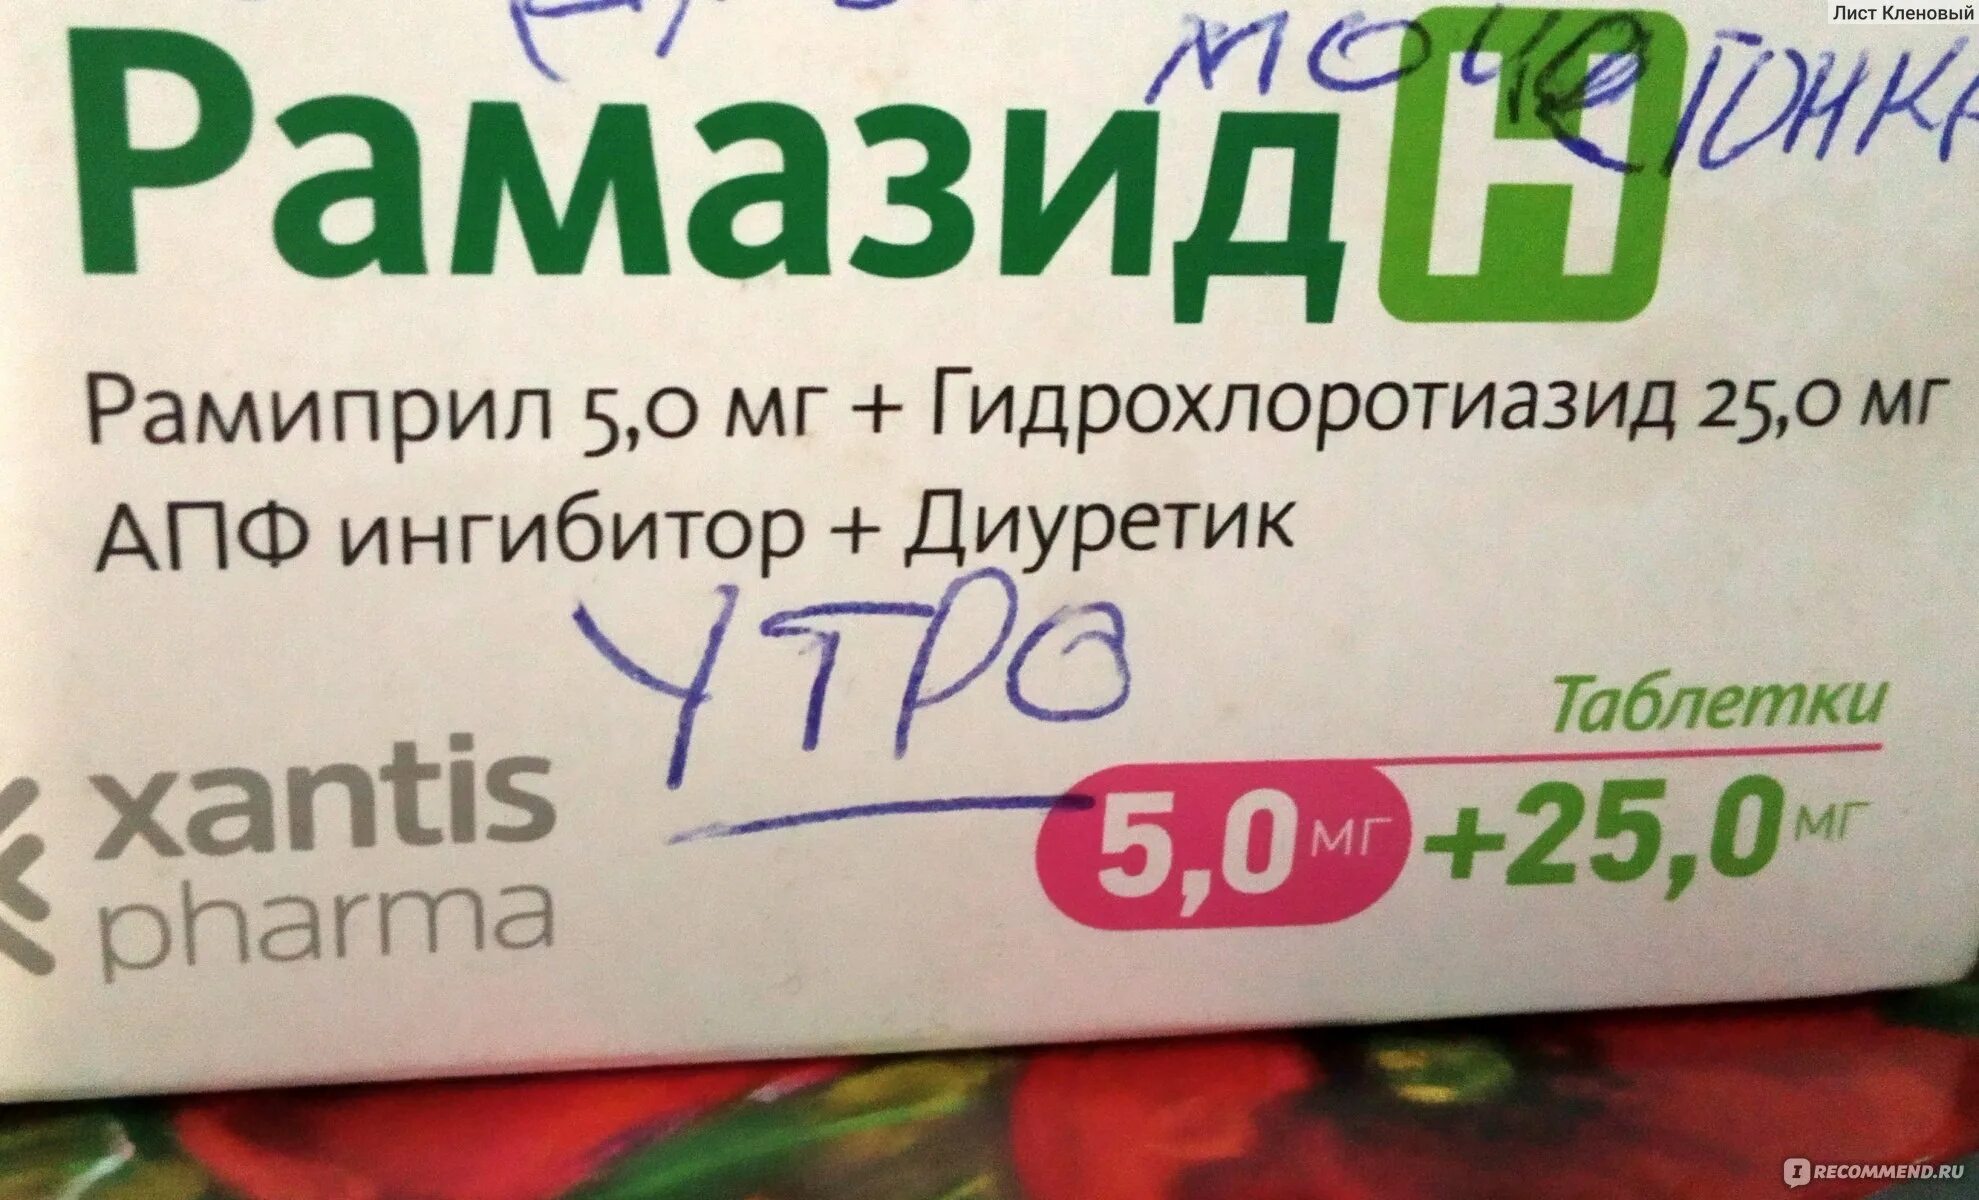 Лист Кленовый
мочегонка
Рамазид Н
Рамиприл 5,0 мг + Гидрохлоротиазид 25,0 мг
АПФ ингибитор + Диуретик
УТРО
Таблетки
5,0 мг +25,0 мг
xantis
pharma
I RECOMMEND.RU